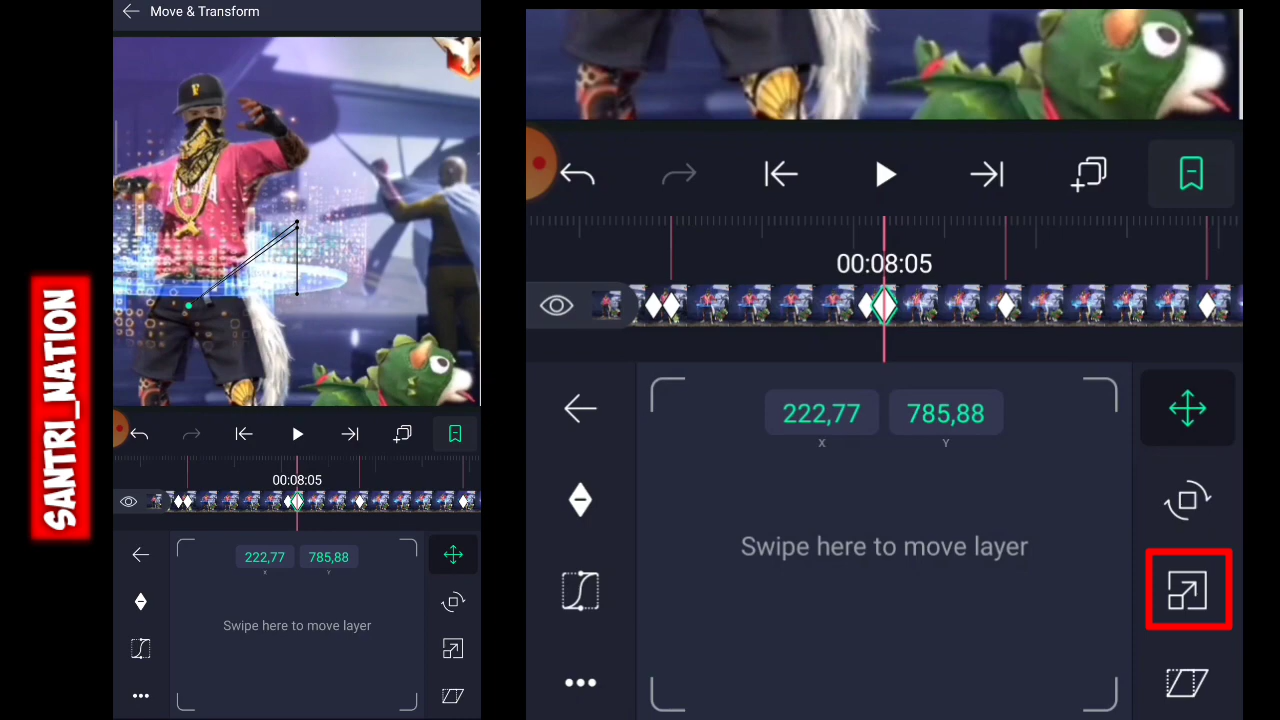 Move & Transform
F
SANTRI_NATION
00:08:05
222,77 785,88
X Y
Swipe here to move layer
00:08:05
222,77 785,88
X Y
Swipe here to move layer